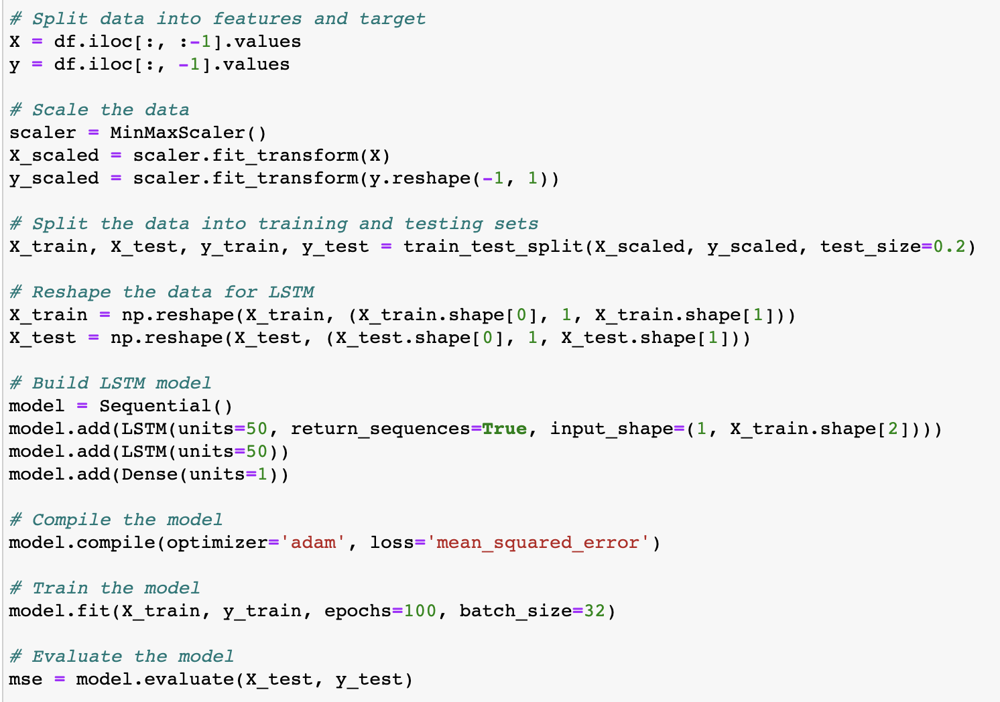 # Split data into features and target
X = df.iloc[:, :-1].values
y = df.iloc[:, -1].values
# Scale the data
scaler = MinMaxScaler()
X_scaled = scaler.fit_transform(X)
y_scaled = scaler.fit_transform(y.reshape(-1, 1))
# Split the data into training and testing sets
X_train, X_test, y_train, y_test = train_test_split(X_scaled, y_scaled, test_size=0.2)
# Reshape the data for LSTM
X_train = np.reshape(X_train, (X_train.shape[0], 1, X_train.shape[1]))
X_test = np.reshape(X_test, (X_test.shape[0], 1, X_test.shape[1]))
# Build LSTM model
model = Sequential()
model.add(LSTM(units=50, return_sequences=True, input_shape=(1, X_train.shape[2])))
model.add(LSTM(units=50))
model.add(Dense(units=1))
# Compile the model
model.compile(optimizer='adam', loss='mean_squared_error')
# Train the model
model.fit(X_train, y_train, epochs=100, batch_size=32)
# Evaluate the model
mse = model.evaluate(X_test, y_test)